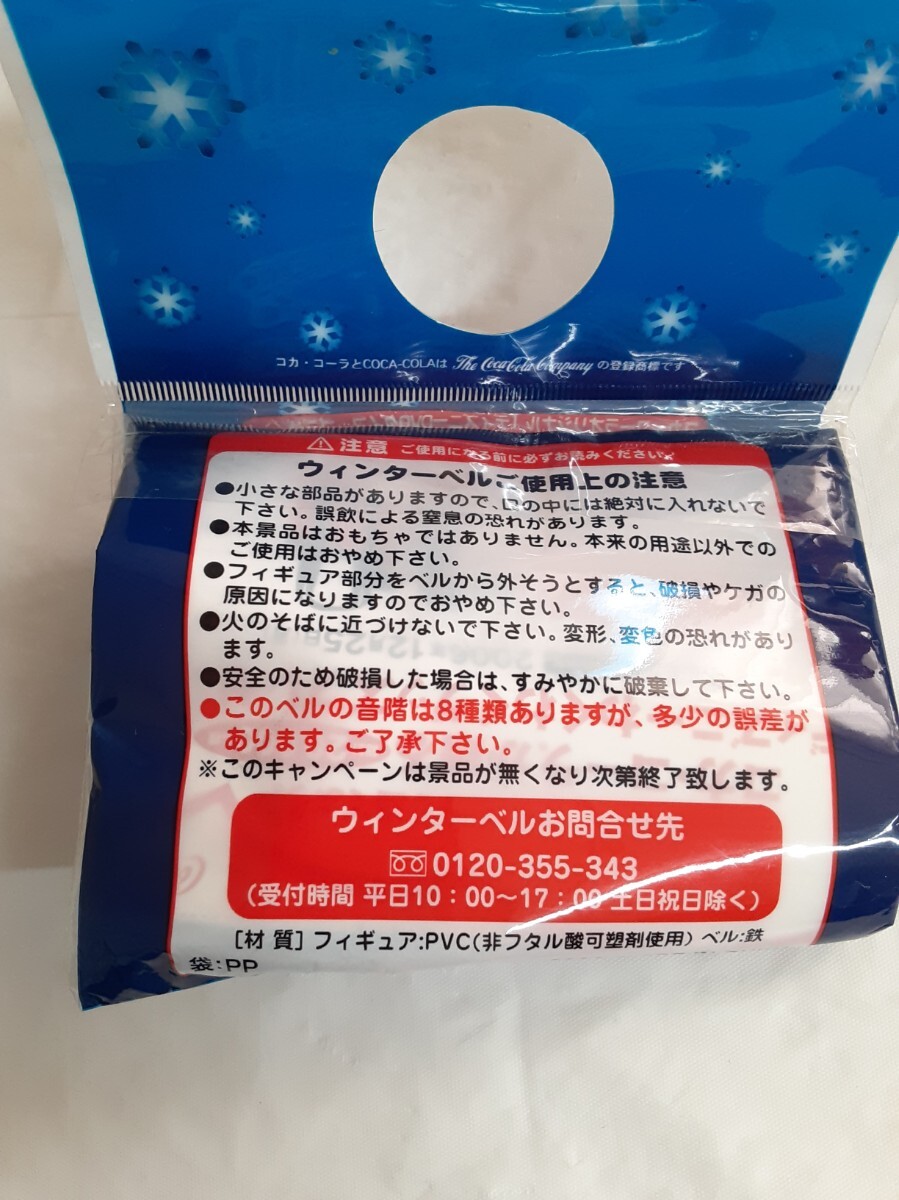 コカ・コーラとCOCA-COLAは The Coca-Cola Company の登録商標です
⚠注意 ご使用になる前に必ずお読みください。
ウィンターベルご使用上の注意
●小さな部品がありますので、口の中には絶対に入れないで
下さい。誤飲による窒息の恐れがあります。
●本景品はおもちゃではありません。本来の用途以外での
ご使用はおやめ下さい。
●フィギュア部分をベルから外そうとすると、破損やケガの
原因になりますのでおやめ下さい。
●火のそばに近づけないで下さい。変形、変色の恐れがあり
ます。
●安全のため破損した場合は、すみやかに破棄して下さい。
●このベルの音階は8種類ありますが、多少の誤差が
あります。ご了承下さい。
※このキャンペーンは景品が無くなり次第終了致します。
ウィンターベルお問合せ先
0120-355-343
(受付時間 平日10:00〜17:00 土日祝日除く)
[材 質] フィギュア:PVC(非フタル酸可塑剤使用) ベル:鉄
袋:PP